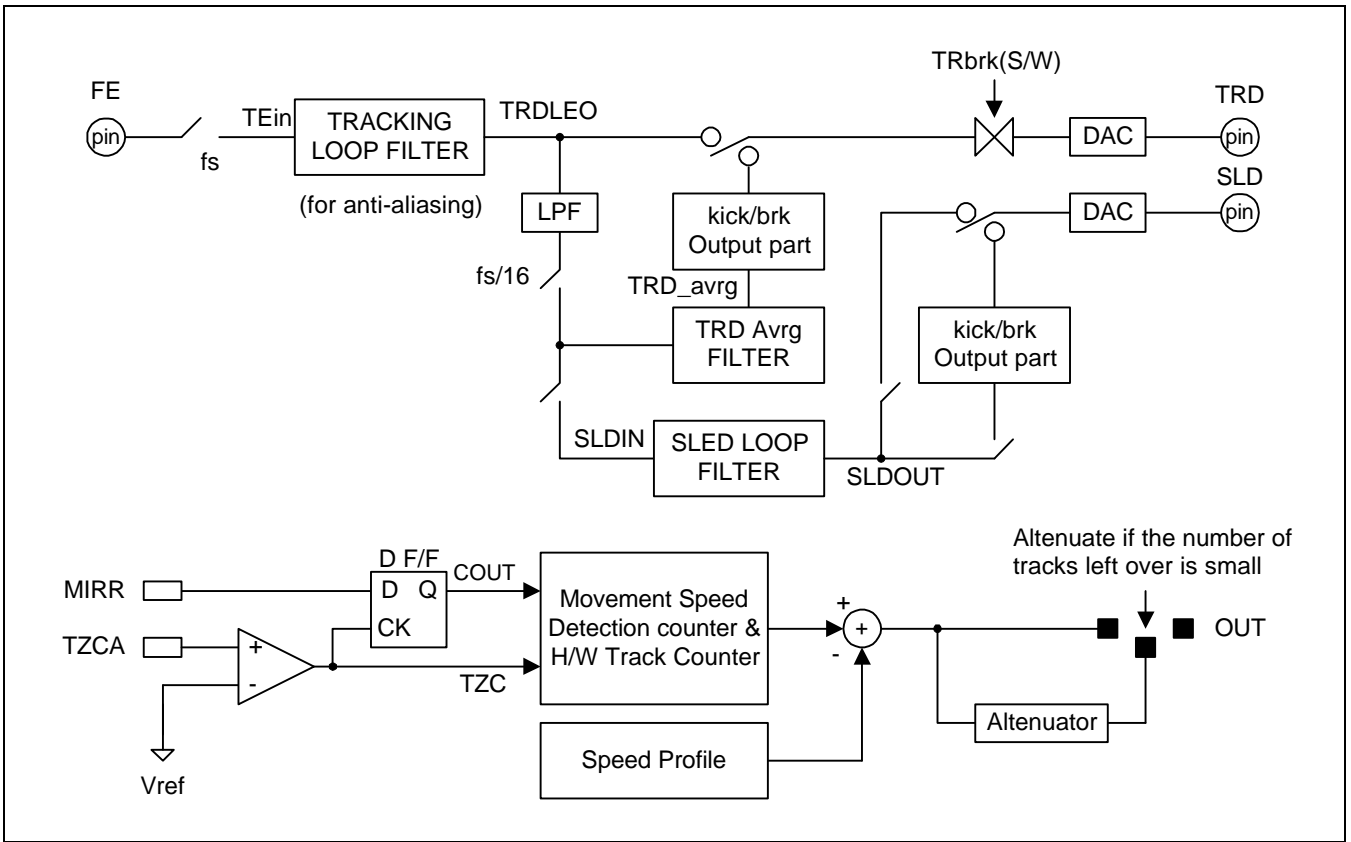 TRbrk(S/W)
FE
TRD
pin
TEin
TRACKING
LOOP FILTER
TRDLEO
DAC
pin
fs
(for anti-aliasing)
SLD
LPF
kick/brk
Output part
DAC
pin
fs/16
TRD_avrg
TRD Avrg
FILTER
kick/brk
Output part
SLDIN
SLED LOOP
FILTER
SLDOUT
Altenuate if the number of
tracks left over is small
D F/F
MIRR
D Q
COUT
CK
TZCA
+
-
TZC
Vref
Movement Speed
Detection counter &
H/W Track Counter
+
+
-
OUT
Altenuator
Speed Profile